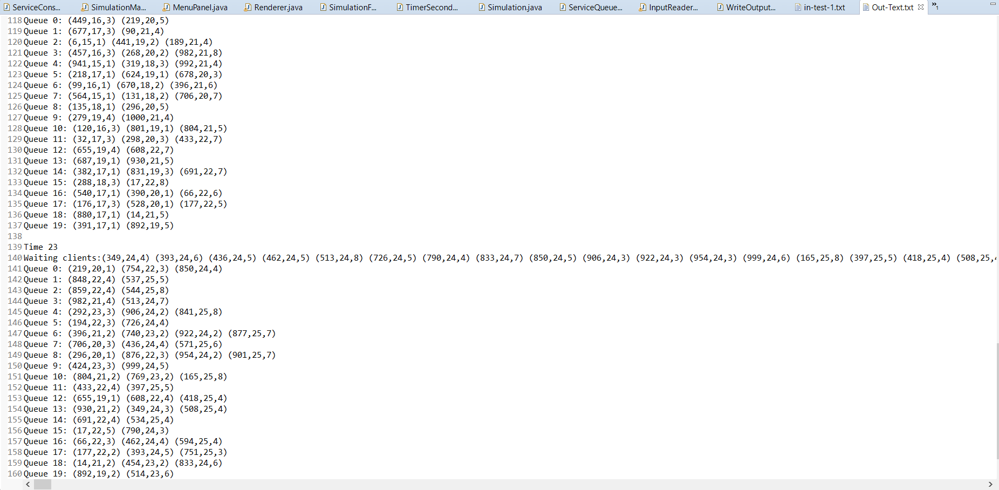 ServiceCons... SimulationMa... MenuPanel.java Renderer.java SimulationF... TimerSecond... Simulation.java ServiceQueue... InputReader... WriteOutput... in-test-1.txt Out-Text.txt »1
118 Queue 0: (449,16,3) (219,20,5)
119 Queue 1: (677,17,3) (90,21,4)
120 Queue 2: (6,15,1) (441,19,2) (189,21,4)
121 Queue 3: (457,16,3) (268,20,2) (982,21,8)
122 Queue 4: (941,15,1) (319,18,3) (992,21,4)
123 Queue 5: (218,17,1) (624,19,1) (678,20,3)
124 Queue 6: (99,16,1) (670,18,2) (396,21,6)
125 Queue 7: (564,15,1) (131,18,2) (706,20,7)
126 Queue 8: (135,18,1) (296,20,5)
127 Queue 9: (279,19,4) (1000,21,4)
128 Queue 10: (120,16,3) (801,19,1) (804,21,5)
129 Queue 11: (32,17,3) (298,20,3) (433,22,7)
130 Queue 12: (655,19,4) (608,22,7)
131 Queue 13: (687,19,1) (930,21,5)
132 Queue 14: (382,17,1) (831,19,3) (691,22,7)
133 Queue 15: (288,18,3) (17,22,8)
134 Queue 16: (540,17,1) (390,20,1) (66,22,6)
135 Queue 17: (176,17,3) (528,20,1) (177,22,5)
136 Queue 18: (880,17,1) (14,21,5)
137 Queue 19: (391,17,1) (892,19,5)
138
139 Time 23
140 Waiting clients:(349,24,4) (393,24,6) (436,24,5) (462,24,5) (513,24,8) (726,24,5) (790,24,4) (833,24,7) (850,24,5) (906,24,3) (922,24,3) (954,24,3) (999,24,6) (165,25,8) (397,25,5) (418,25,4) (508,25,4
141 Queue 0: (219,20,1) (754,22,3) (850,24,4)
142 Queue 1: (848,22,4) (537,25,5)
143 Queue 2: (859,22,4) (544,25,8)
144 Queue 3: (982,21,4) (513,24,7)
145 Queue 4: (292,23,3) (906,24,2) (841,25,8)
146 Queue 5: (194,22,3) (726,24,4)
147 Queue 6: (396,21,2) (740,23,2) (922,24,2) (877,25,7)
148 Queue 7: (706,20,3) (436,24,4) (571,25,6)
149 Queue 8: (296,20,1) (876,22,3) (954,24,2) (901,25,7)
150 Queue 9: (424,23,3) (999,24,5)
151 Queue 10: (804,21,2) (769,23,2) (165,25,8)
152 Queue 11: (433,22,4) (397,25,5)
153 Queue 12: (655,19,1) (608,22,4) (418,25,4)
154 Queue 13: (930,21,2) (349,24,3) (508,25,4)
155 Queue 14: (691,22,4) (534,25,4)
156 Queue 15: (17,22,5) (790,24,3)
157 Queue 16: (66,22,3) (462,24,4) (594,25,4)
158 Queue 17: (177,22,2) (393,24,5) (751,25,3)
159 Queue 18: (14,21,2) (454,23,2) (833,24,6)
160 Queue 19: (892,19,2) (514,23,6)